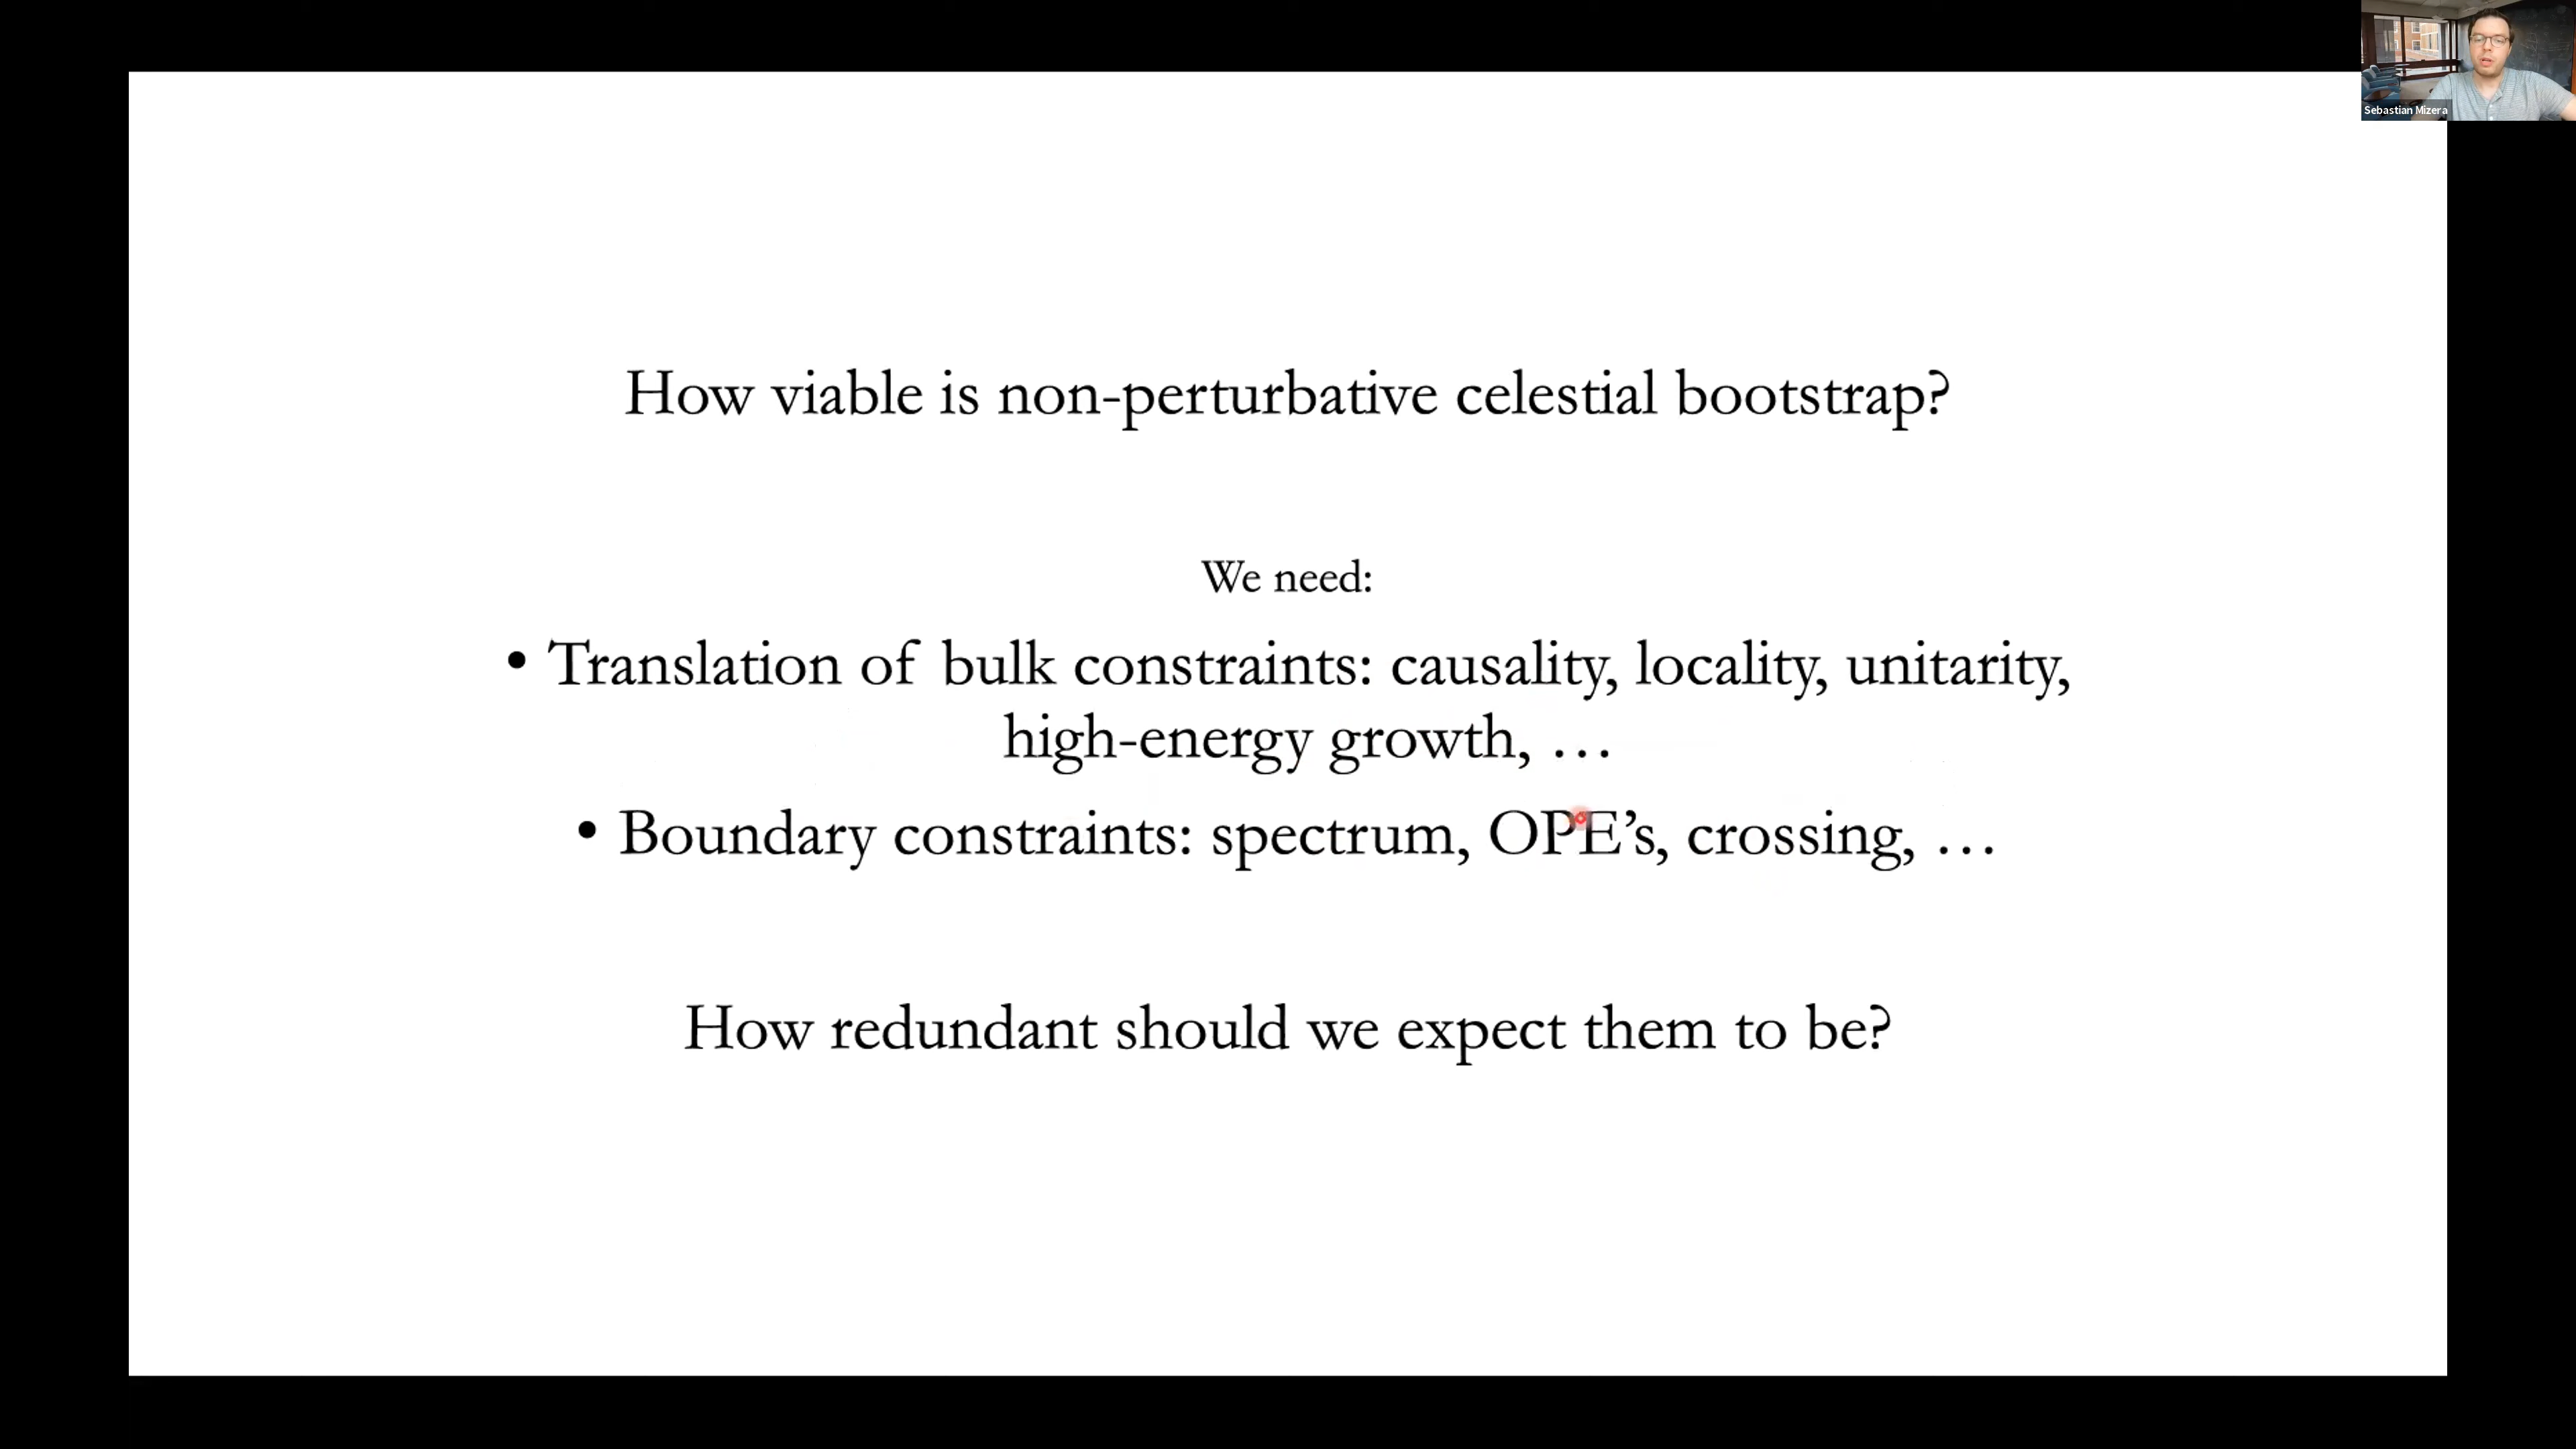 Sebastian Mizera
How viable is non-perturbative celestial bootstrap?
We need:
• Translation of bulk constraints: causality, locality, unitarity,
high-energy growth, …
• Boundary constraints: spectrum, OPE’s, crossing, …
How redundant should we expect them to be?